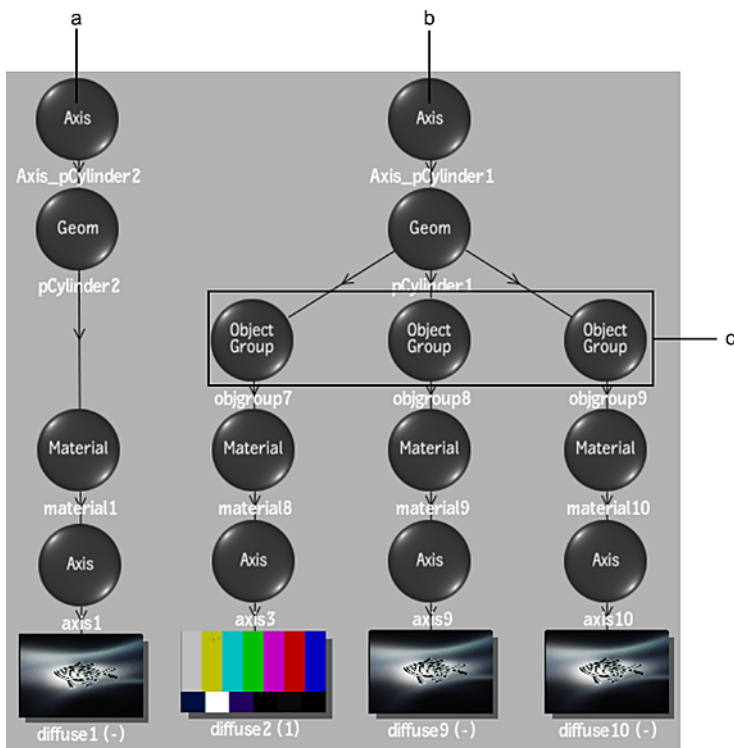 a
b
Axis
Axis
Axis_pCylinder2
Axis_pCylinder1
Geom
Geom
pCylinder2
pCylinder1
Object
Group
Object
Group
Object
Group
c
objgroup7
objgroup8
objgroup9
Material
Material
Material
Material
material1
material8
material9
material10
Axis
Axis
Axis
Axis
axis1
axis3
axis9
axis10
diffuse1 (-)
diffuse2 (1)
diffuse9 (-)
diffuse10 (-)